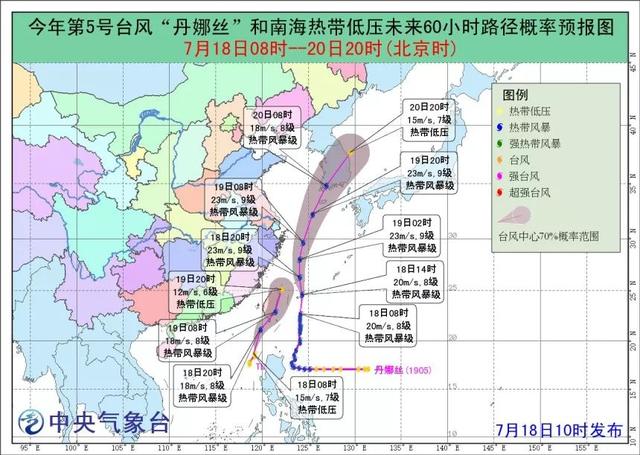 今年第5号台风“丹娜丝”和南海热带低压未来60小时路径概率预报图
7月18日08时--20日20时(北京时)
图例
热带低压
热带风暴
强热带风暴
台风
强台风
超强台风
台风中心70%概率范围
20日08时
18m/s,8级
热带风暴级
20日20时
15m/s,7级
热带低压
19日08时
23m/s,9级
热带风暴级
19日20时
23m/s,9级
热带风暴级
18日20时
23m/s,9级
热带风暴级
19日02时
23m/s,9级
热带风暴级
19日20时
12m/s,6级
热带低压
18日14时
20m/s,8级
热带风暴级
19日08时
18m/s,8级
热带风暴级
18日08时
20m/s,8级
热带风暴级
18日20时
18m/s,8级
热带风暴级
18日08时
15m/s,7级
热带低压
丹娜丝(1905)
中央气象台
7月18日10时发布
95°E 100°E 105°E 110°E 115°E 120°E 125°E 130°E 135°E 140°E